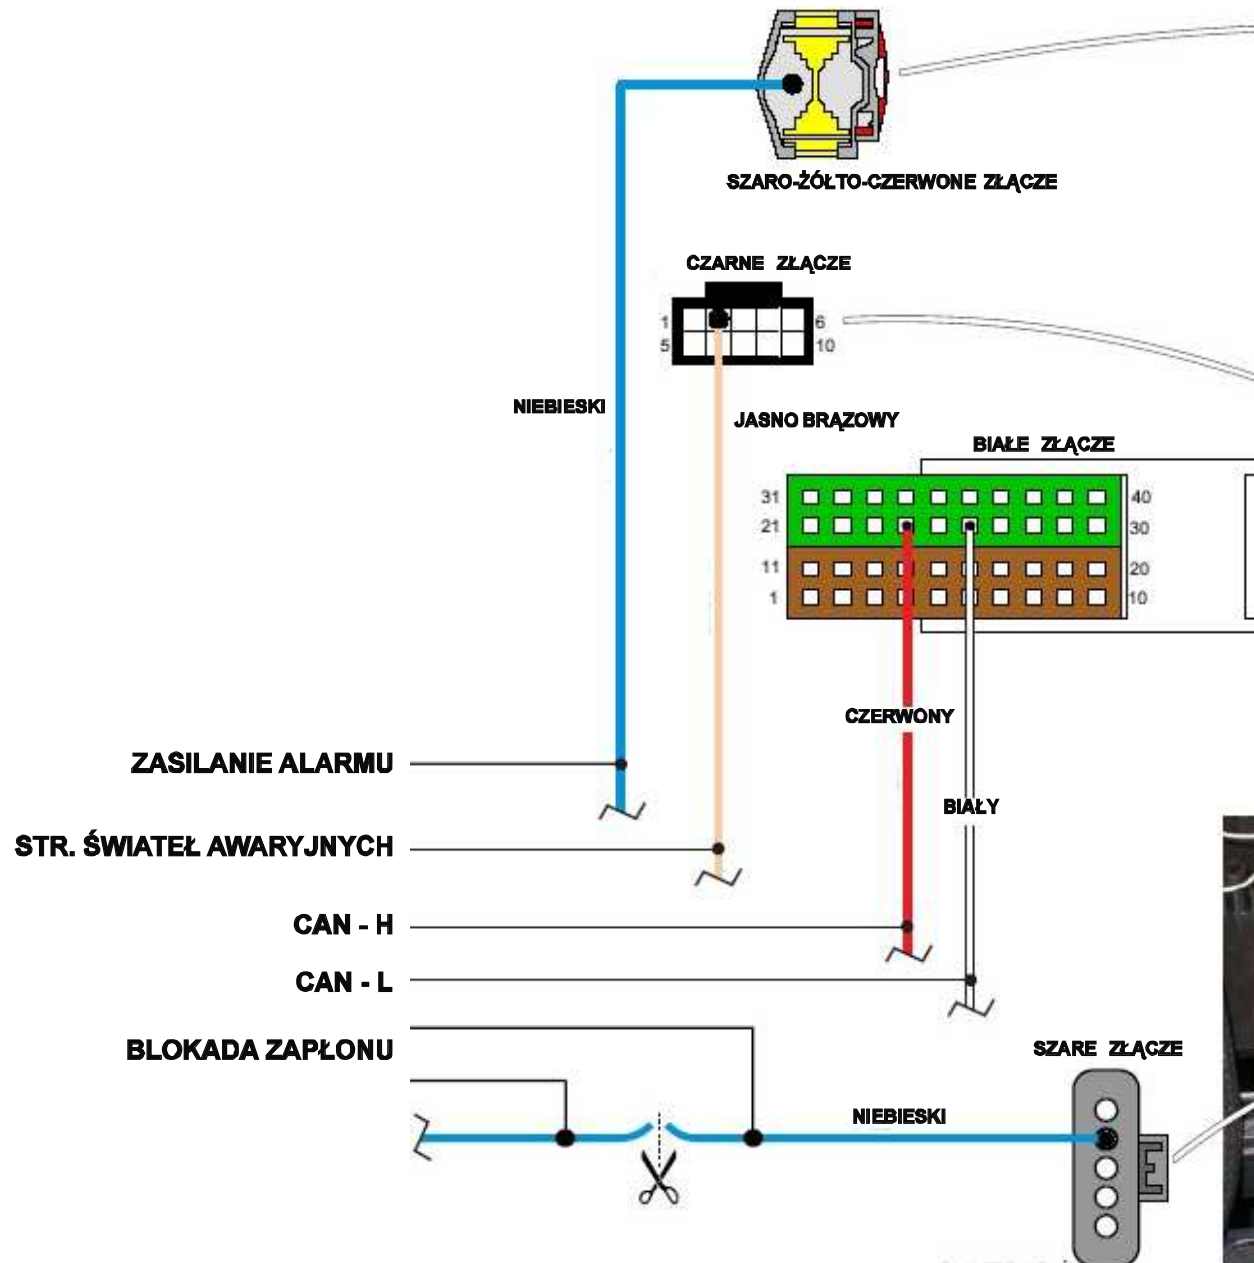 SZARO-ŻÓŁTO-CZERWONE ZŁĄCZE
CZARNE ZŁĄCZE
1
6
5
10
NIEBIESKI
JASNO BRĄZOWY
BIAŁE ZŁĄCZE
31
40
21
30
11
20
1
10
CZERWONY
ZASILANIE ALARMU
BIAŁY
STR. ŚWIATEŁ AWARYJNYCH
CAN - H
CAN - L
BLOKADA ZAPŁONU
SZARE ZŁĄCZE
NIEBIESKI